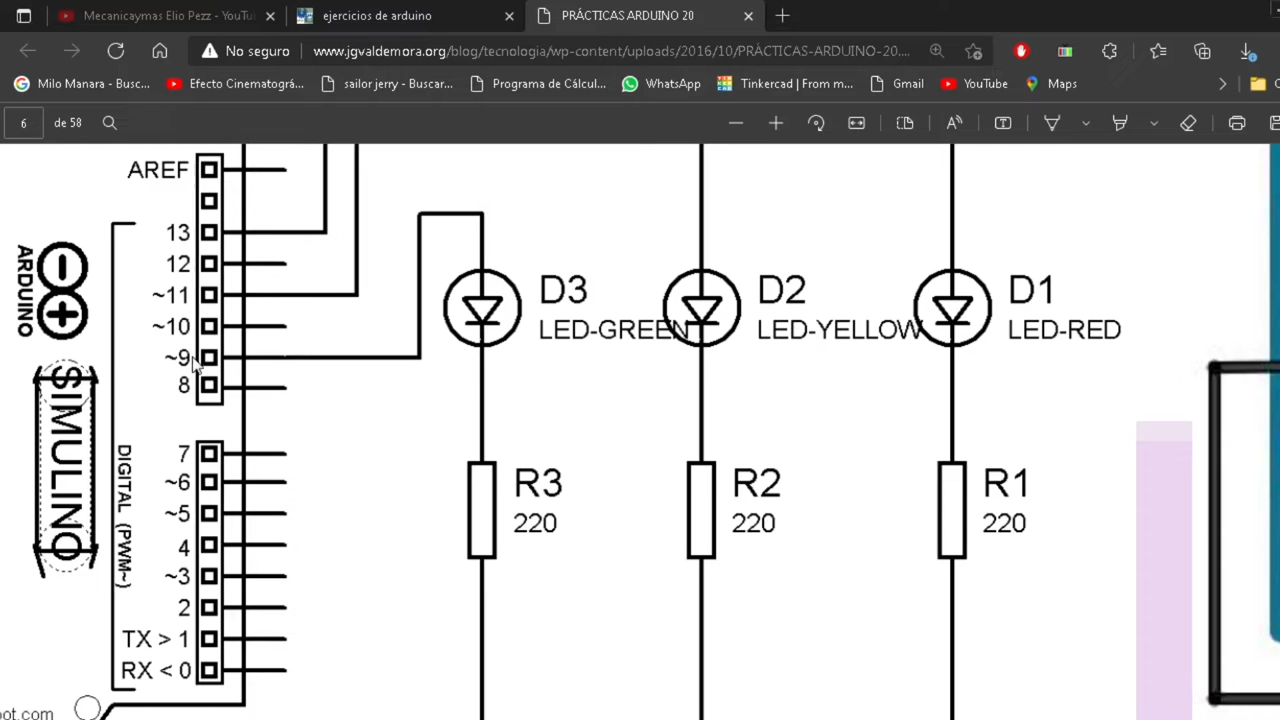 Mecanicaymas Elio Pezz - YouTu
ejercicios de arduino
PRÁCTICAS ARDUINO 20
No seguro
www.jgvaldemora.org/blog/tecnologia/wp-content/uploads/2016/10/PRÁCTICAS-ARDUINO-20...
Milo Manara - Busc...
Efecto Cinematográ...
sailor jerry - Buscar...
Programa de Cálcul...
WhatsApp
Tinkercad | From m...
Gmail
YouTube
Maps
6
de 58
AREF
13
12
~11
~10
~9
8
7
~6
~5
4
~3
2
TX > 1
RX < 0
ARDUINO
SIMULINO
DIGITAL (PWM~)
D3
LED-GREEN
D2
LED-YELLOW
D1
LED-RED
R3
220
R2
220
R1
220
pot.com